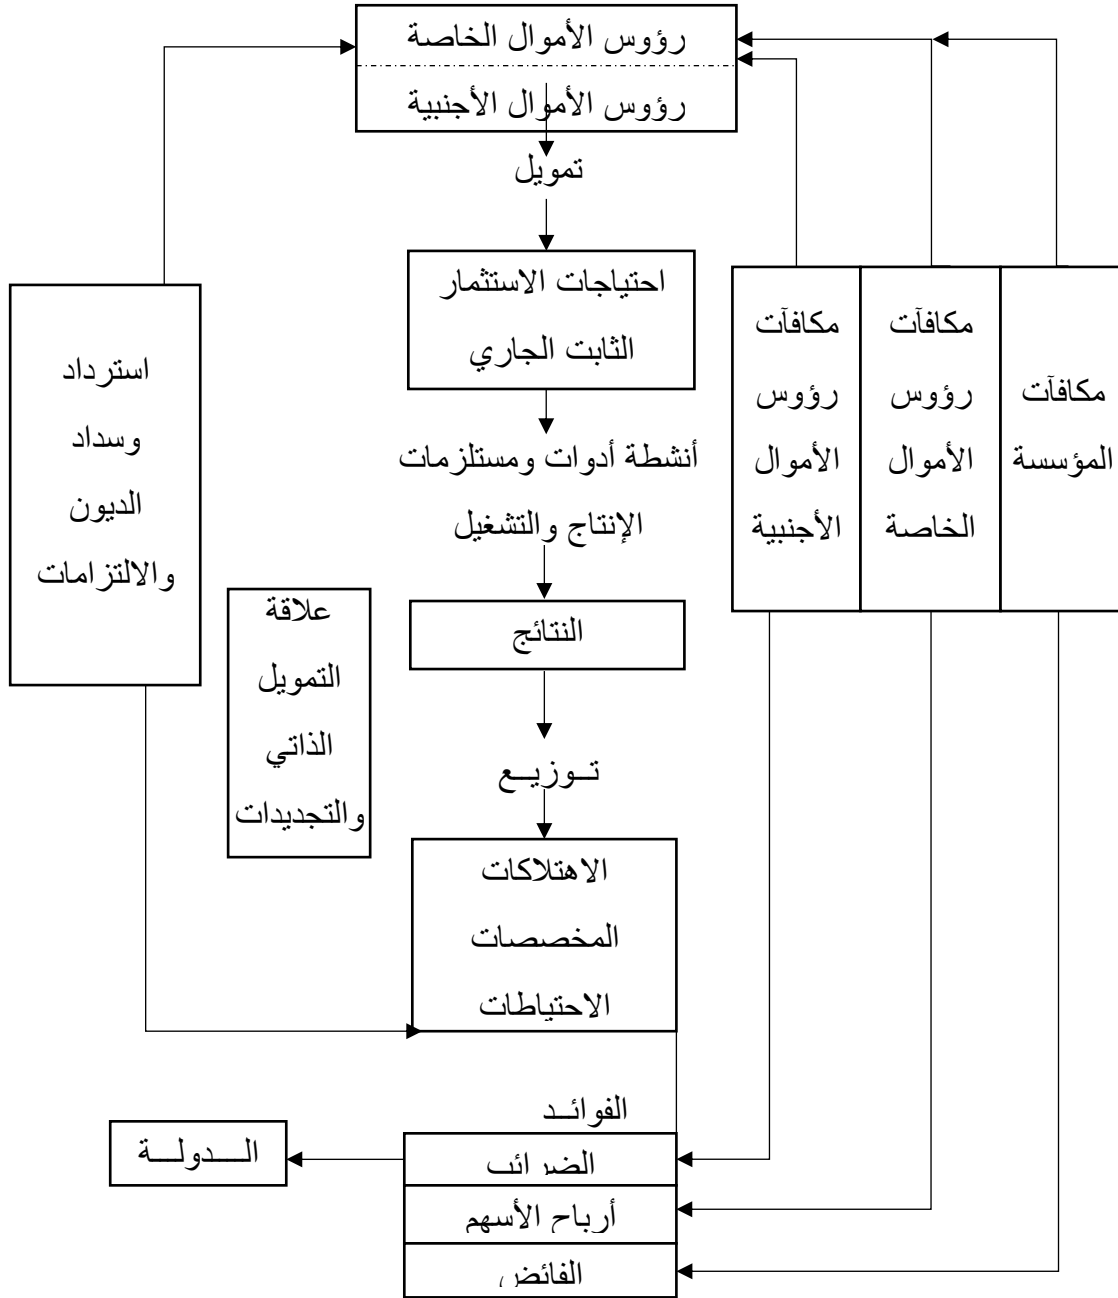 رؤوس الأموال الخاصة
رؤوس الأموال الأجنبية
تمويل
احتياجات الاستثمار
الثابت الجاري
أنشطة أدوات ومستلزمات
الإنتاج والتشغيل
النتائج
تــوزيــع
الاهتلاكات
المخصصات
الاحتياطات
الفوائــد
الضرائب
أرباح الأسهم
الفائض
الـــدولـــة
مكافآت
المؤسسة
مكافآت
رؤوس
الأموال
الخاصة
مكافآت
رؤوس
الأموال
الأجنبية
علاقة
التمويل
الذاتي
والتجديدات
استرداد
وسداد
الديون
والالتزامات